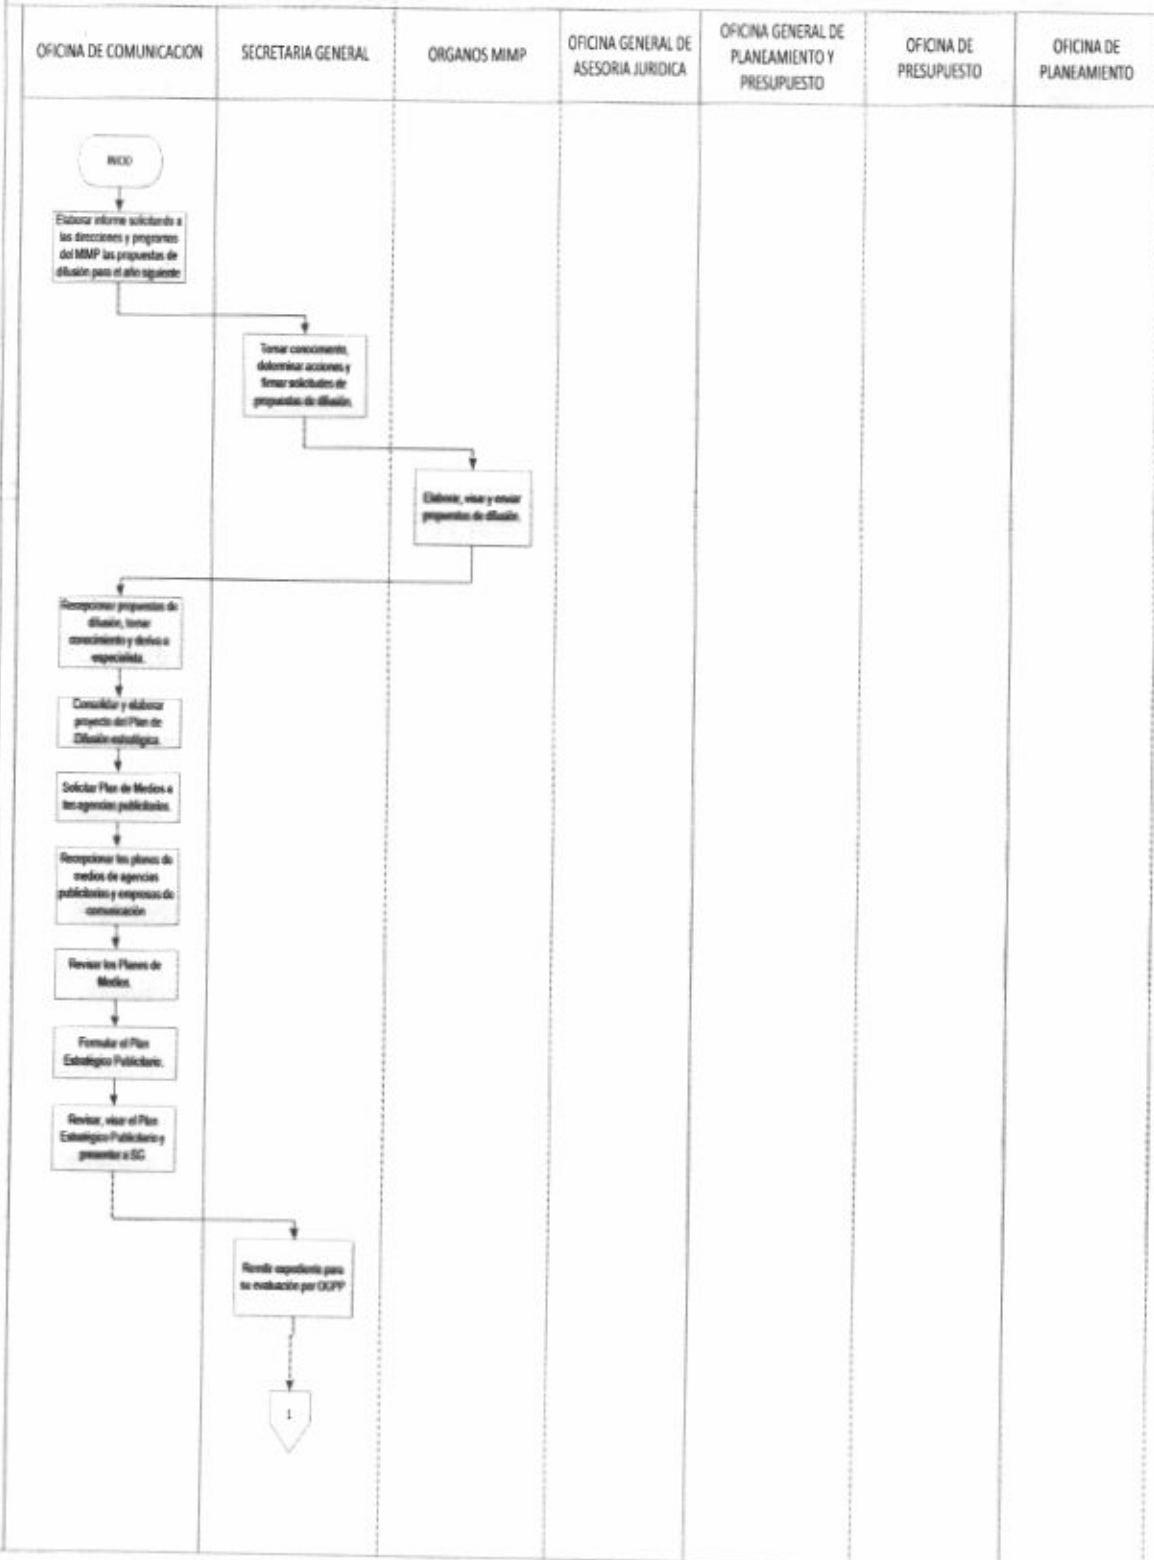 OFICINA DE COMUNICACION
SECRETARIA GENERAL
ORGANOS MIMP
OFICINA GENERAL DE
ASESORIA JURIDICA
OFICINA GENERAL DE
PLANEAMIENTO Y
PRESUPUESTO
OFICINA DE
PRESUPUESTO
OFICINA DE
PLANEAMIENTO
INICIO
Elaborar informe solicitando a
las direcciones y programas
del MIMP las propuestas de
difusión para el año siguiente
Tomar conocimiento,
determinar acciones y
firmar solicitudes de
propuestas de difusión.
Elaborar, visar y enviar
propuestas de difusión.
Recepcionar propuestas de
difusión, tomar
conocimiento y deriva a
especialista.
Consolidar y elaborar
proyecto del Plan de
Difusión estratégica.
Solicitar Plan de Medios a
las agencias publicitarias.
Recepcionar los planes de
medios de agencias
publicitarias y empresas de
comunicación
Revisar los Planes de
Medios.
Formular el Plan
Estratégico Publicitario.
Revisar, visar el Plan
Estratégico Publicitario y
presentar a SG
Remitir expediente para
su evaluación por OGPP
1